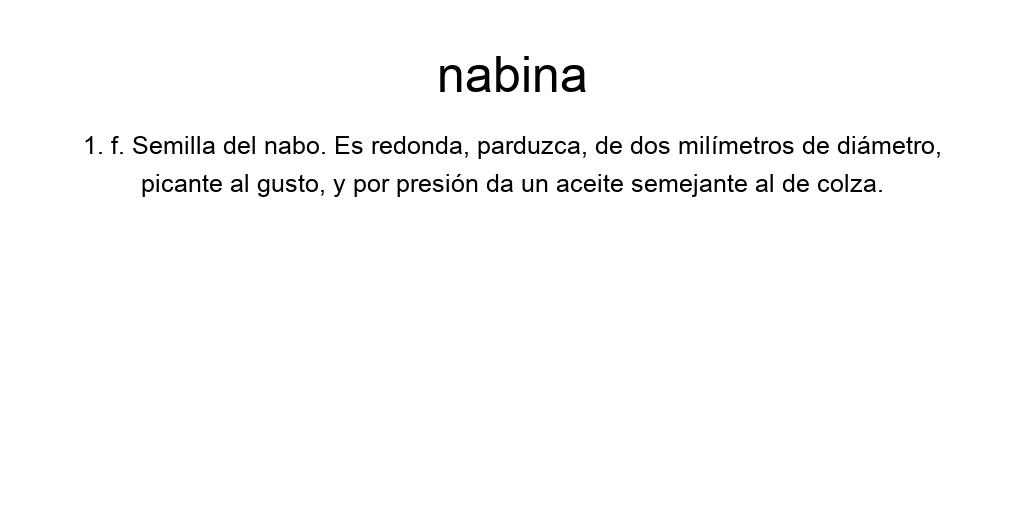 nabina
1. f. Semilla del nabo. Es redonda, parduzca, de dos milímetros de diámetro,
picante al gusto, y por presión da un aceite semejante al de colza.